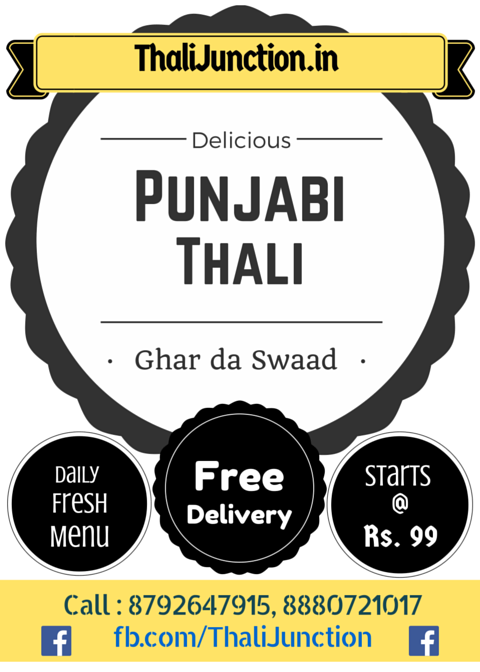 ThaliJunction.in
Delicious
PUNJABI
THALI
· Ghar da Swaad ·
Daily
Fresh
Menu
Free
Delivery
Starts
@
Rs. 99
Call : 8792647915, 8880721017
fb.com/ThaliJunction